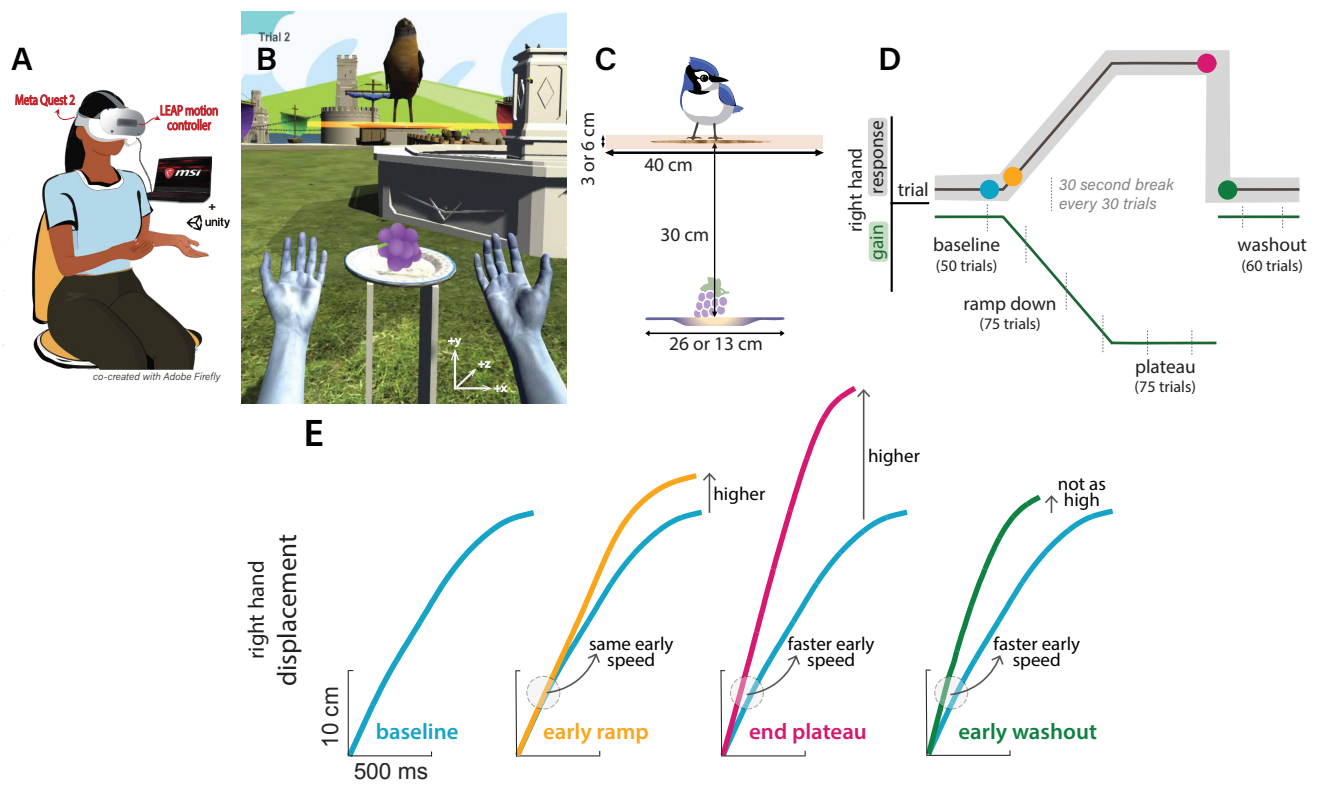 A
Meta Quest 2
LEAP motion
controller
msi
+
unity
co-created with Adobe Firefly
B
Trial 2
+y
+z
+x
C
3 or 6 cm
40 cm
30 cm
26 or 13 cm
D
right hand
response
gain
trial
30 second break
every 30 trials
baseline
(50 trials)
ramp down
(75 trials)
plateau
(75 trials)
washout
(60 trials)
E
right hand
displacement
10 cm
500 ms
baseline
higher
same early
speed
early ramp
higher
faster early
speed
end plateau
not as
high
faster early
speed
early washout